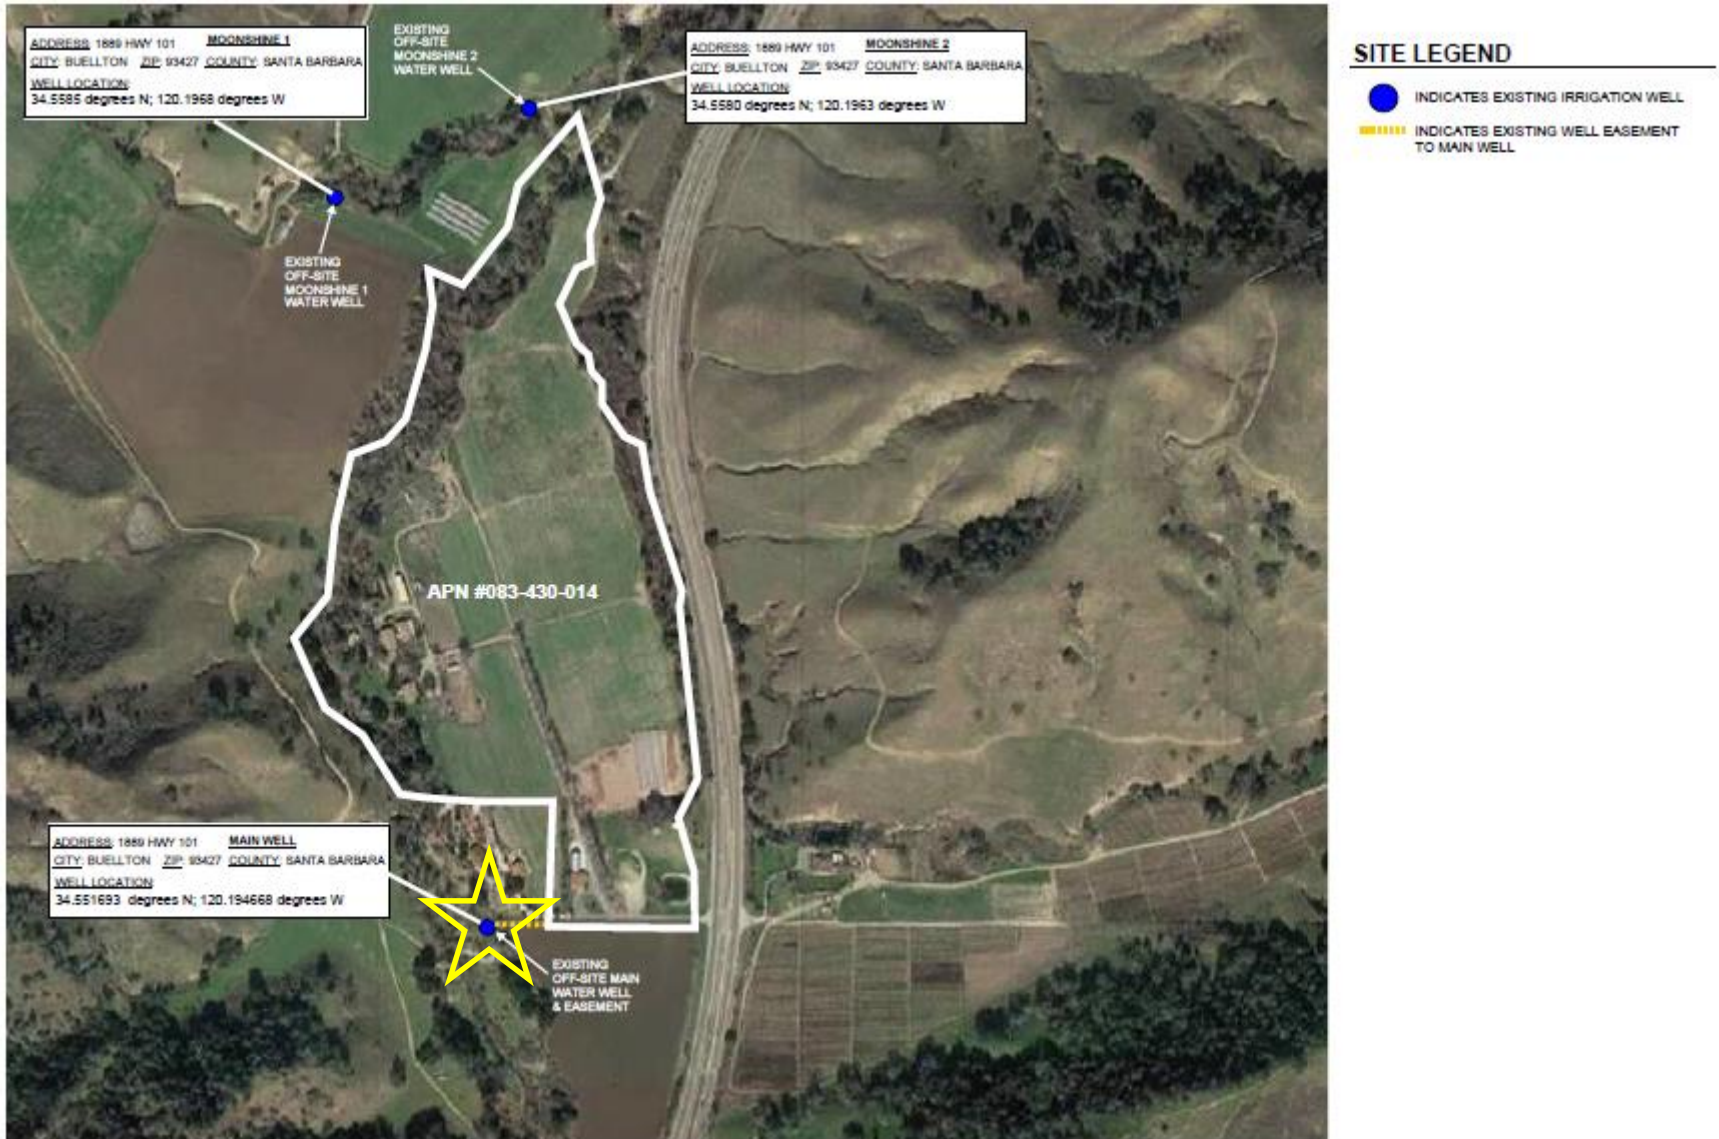 ADDRESS: 1889 HWY 101 MOONSHINE 1
CITY: BUELLTON ZIP: 93427 COUNTY: SANTA BARBARA
WELL LOCATION:
34.5585 degrees N; 120.1968 degrees W
EXISTING
OFF-SITE
MOONSHINE 2
WATER WELL
ADDRESS: 1889 HWY 101 MOONSHINE 2
CITY: BUELLTON ZIP: 93427 COUNTY: SANTA BARBARA
WELL LOCATION:
34.5580 degrees N; 120.1963 degrees W
SITE LEGEND
INDICATES EXISTING IRRIGATION WELL
INDICATES EXISTING WELL EASEMENT
TO MAIN WELL
EXISTING
OFF-SITE
MOONSHINE 1
WATER WELL
APN #083-430-014
ADDRESS: 1889 HWY 101 MAIN WELL
CITY: BUELLTON ZIP: 93427 COUNTY: SANTA BARBARA
WELL LOCATION:
34.551693 degrees N; 120.194668 degrees W
EXISTING
OFF-SITE MAIN
WATER WELL
& EASEMENT